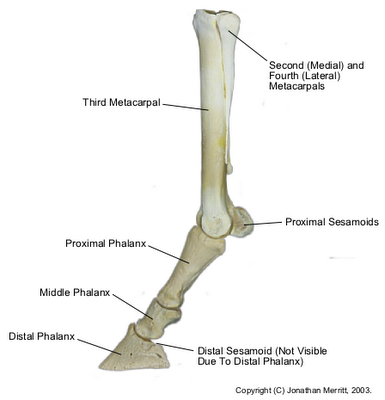 Second (Medial) and
Fourth (Lateral)
Metacarpals
Third Metacarpal
Proximal Sesamoids
Proximal Phalanx
Middle Phalanx
Distal Phalanx
Distal Sesamoid (Not Visible
Due To Distal Phalanx)
Copyright (C) Jonathan Merritt, 2003.